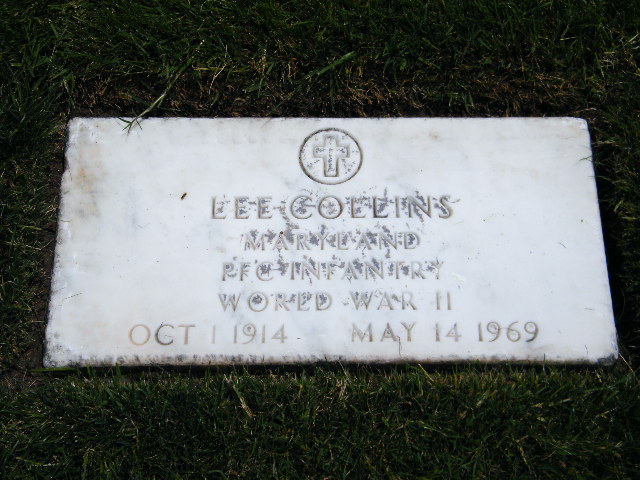 LEE COLLINS
MARYLAND
PFC INFANTRY
WORLD WAR II
OCT 1 1914 MAY 14 1969